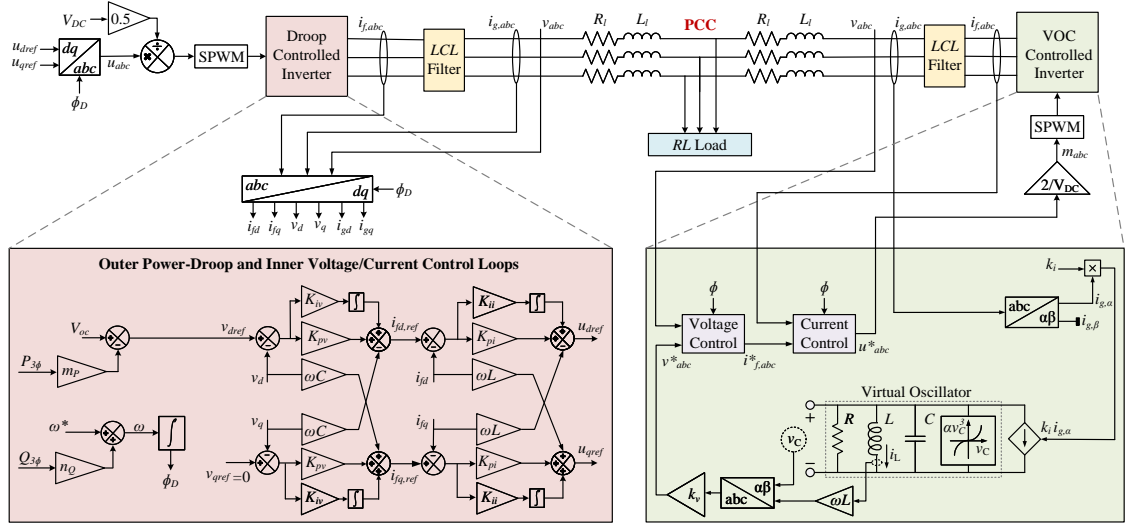 V_DC 0.5
u_dref
u_qref
dq
abc
u_abc
ϕ_D
SPWM
Droop
Controlled
Inverter
i_f,abc
LCL
Filter
i_g,abc
v_abc
R_l L_l
PCC
R_l L_l
v_abc
i_g,abc
LCL
Filter
i_f,abc
VOC
Controlled
Inverter
RL Load
SPWM
m_abc
2/V_DC
abc
dq
ϕ_D
i_fd i_fq v_d v_q i_gd i_gq
Outer Power-Droop and Inner Voltage/Current Control Loops
V_oc
P_3ϕ
m_P
ω*
ω
Q_3ϕ
n_Q
∫
ϕ_D
v_dref
K_iv ∫
K_pv
v_d
ωC
i_fd,ref
K_ii ∫
K_pi
u_dref
i_fd
ωL
v_q
ωC
i_fq
ωL
v_qref=0
K_pv
K_iv ∫
i_fq,ref
K_pi
K_ii ∫
u_qref
ϕ
Voltage
Control
v*_abc
i*_f,abc
ϕ
Current
Control
u*_abc
k_i
×
i_g,α
abc
αβ
i_g,β
Virtual Oscillator
+
−
R
L
C
i_L
αv_C^3
v_C
k_i i_g,α
v_C
k_v
αβ
abc
ωL